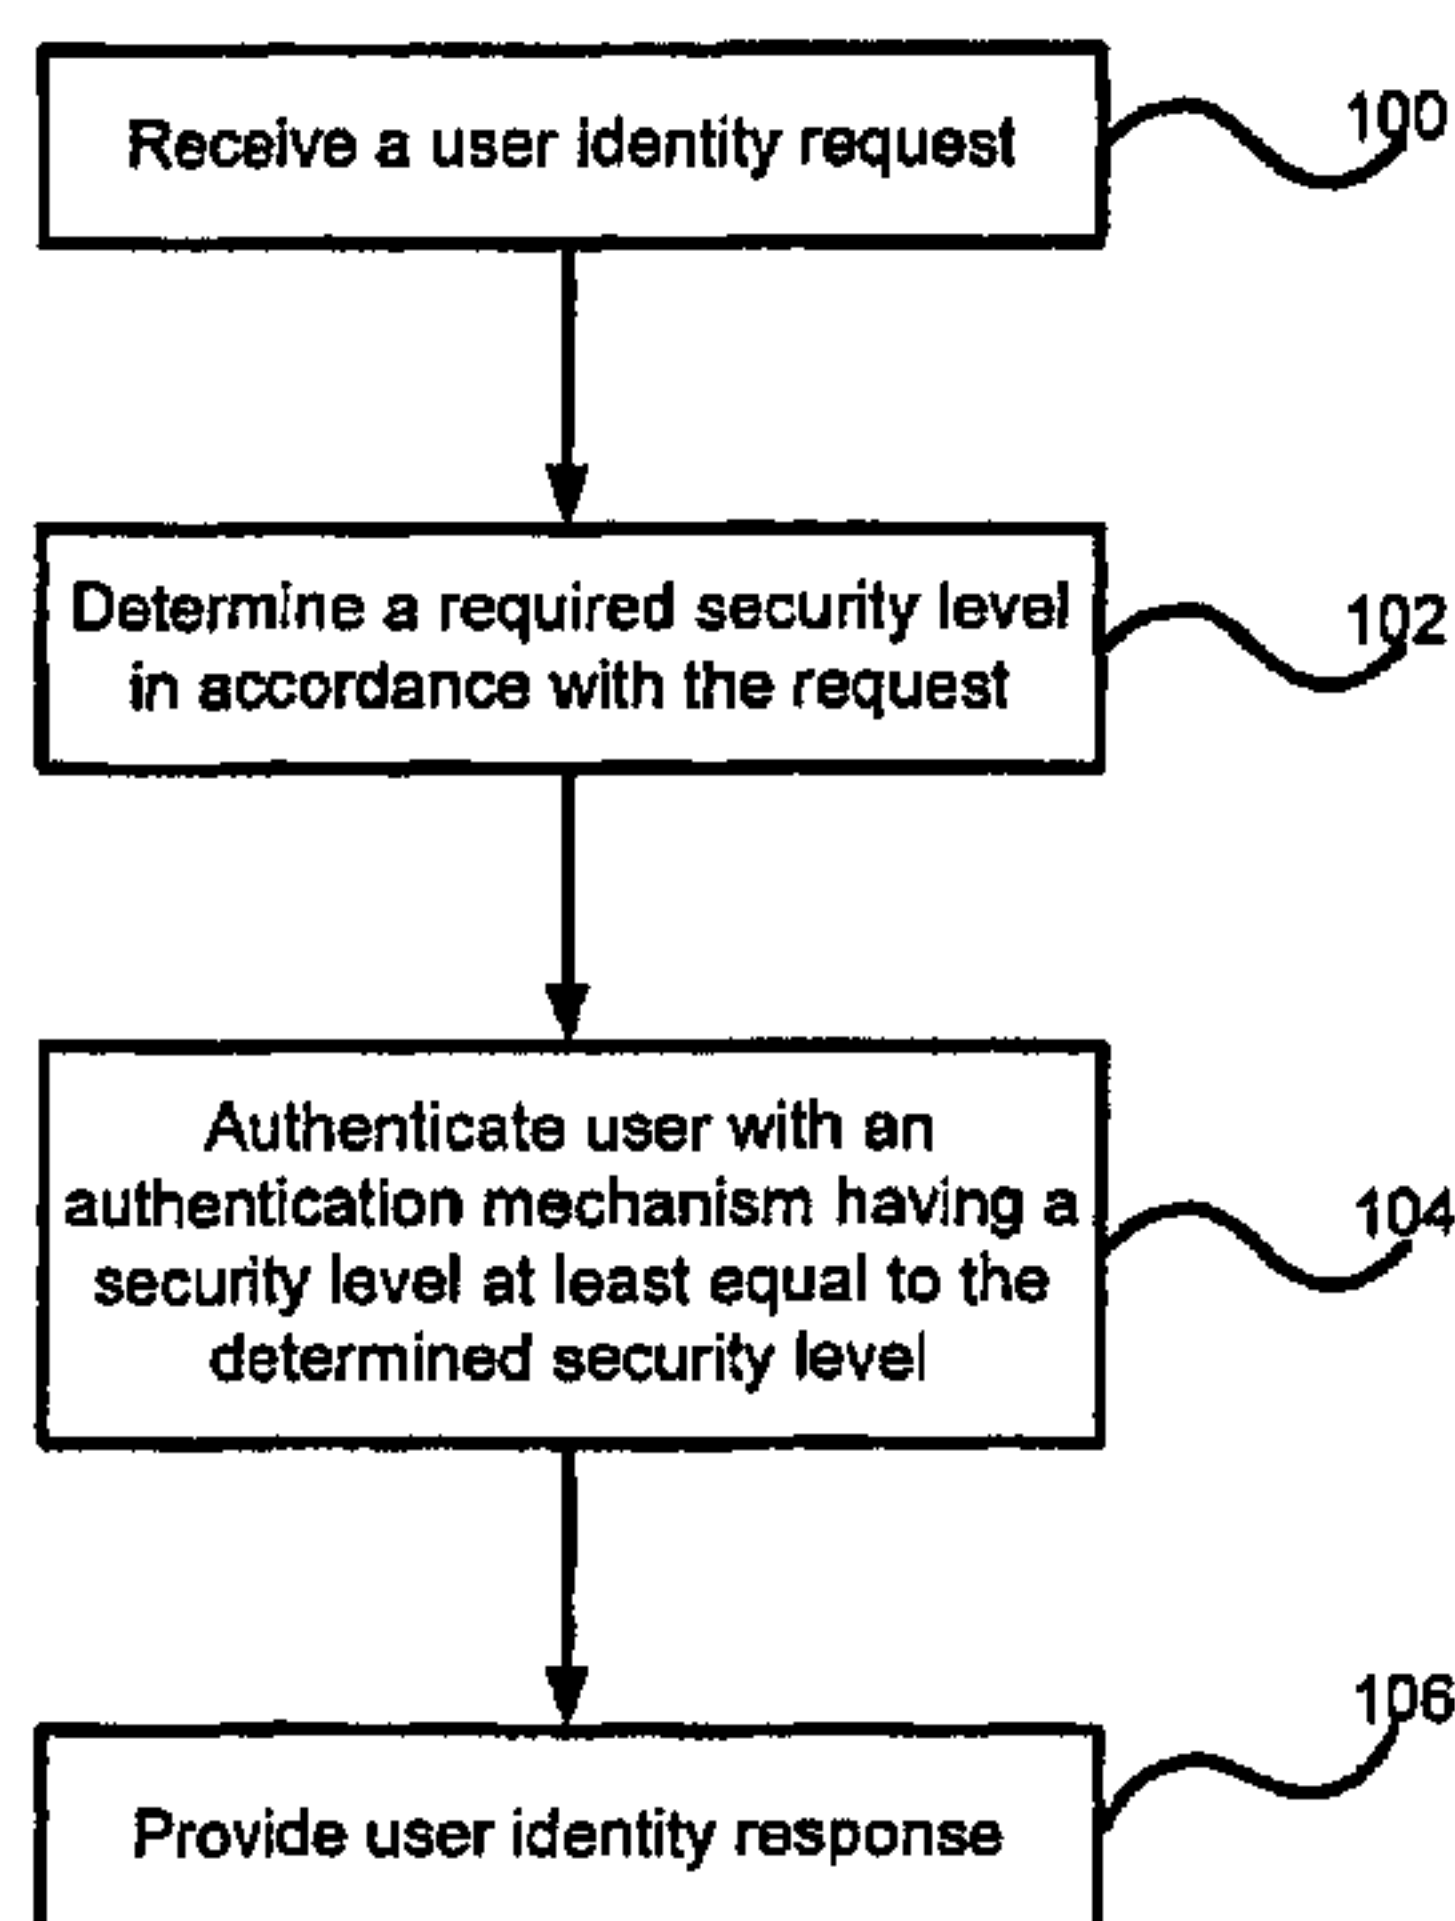 Receive a user identity request
100
Determine a required security level
in accordance with the request
102
Authenticate user with an
authentication mechanism having a
security level at least equal to the
determined security level
104
Provide user identity response
106